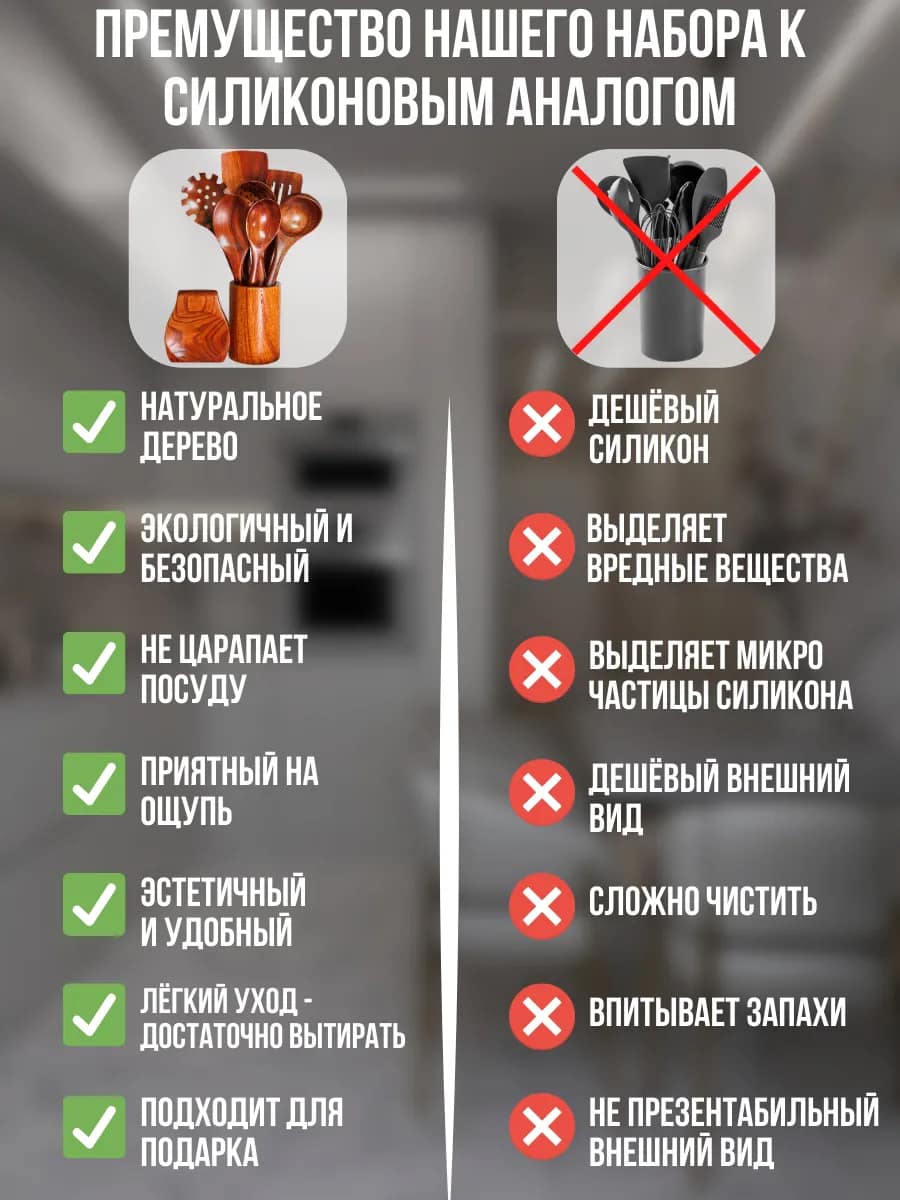 ПРЕМУЩЕСТВО НАШЕГО НАБОРА К
СИЛИКОНОВЫМ АНАЛОГОМ
НАТУРАЛЬНОЕ
ДЕРЕВО
ЭКОЛОГИЧНЫЙ И
БЕЗОПАСНЫЙ
НЕ ЦАРАПАЕТ
ПОСУДУ
ПРИЯТНЫЙ НА
ОЩУПЬ
ЭСТЕТИЧНЫЙ
И УДОБНЫЙ
ЛЁГКИЙ УХОД -
ДОСТАТОЧНО ВЫТИРАТЬ
ПОДХОДИТ ДЛЯ
ПОДАРКА
ДЕШЁВЫЙ
СИЛИКОН
ВЫДЕЛЯЕТ
ВРЕДНЫЕ ВЕЩЕСТВА
ВЫДЕЛЯЕТ МИКРО
ЧАСТИЦЫ СИЛИКОНА
ДЕШЁВЫЙ ВНЕШНИЙ
ВИД
СЛОЖНО ЧИСТИТЬ
ВПИТЫВАЕТ ЗАПАХИ
НЕ ПРЕЗЕНТАБИЛЬНЫЙ
ВНЕШНИЙ ВИД